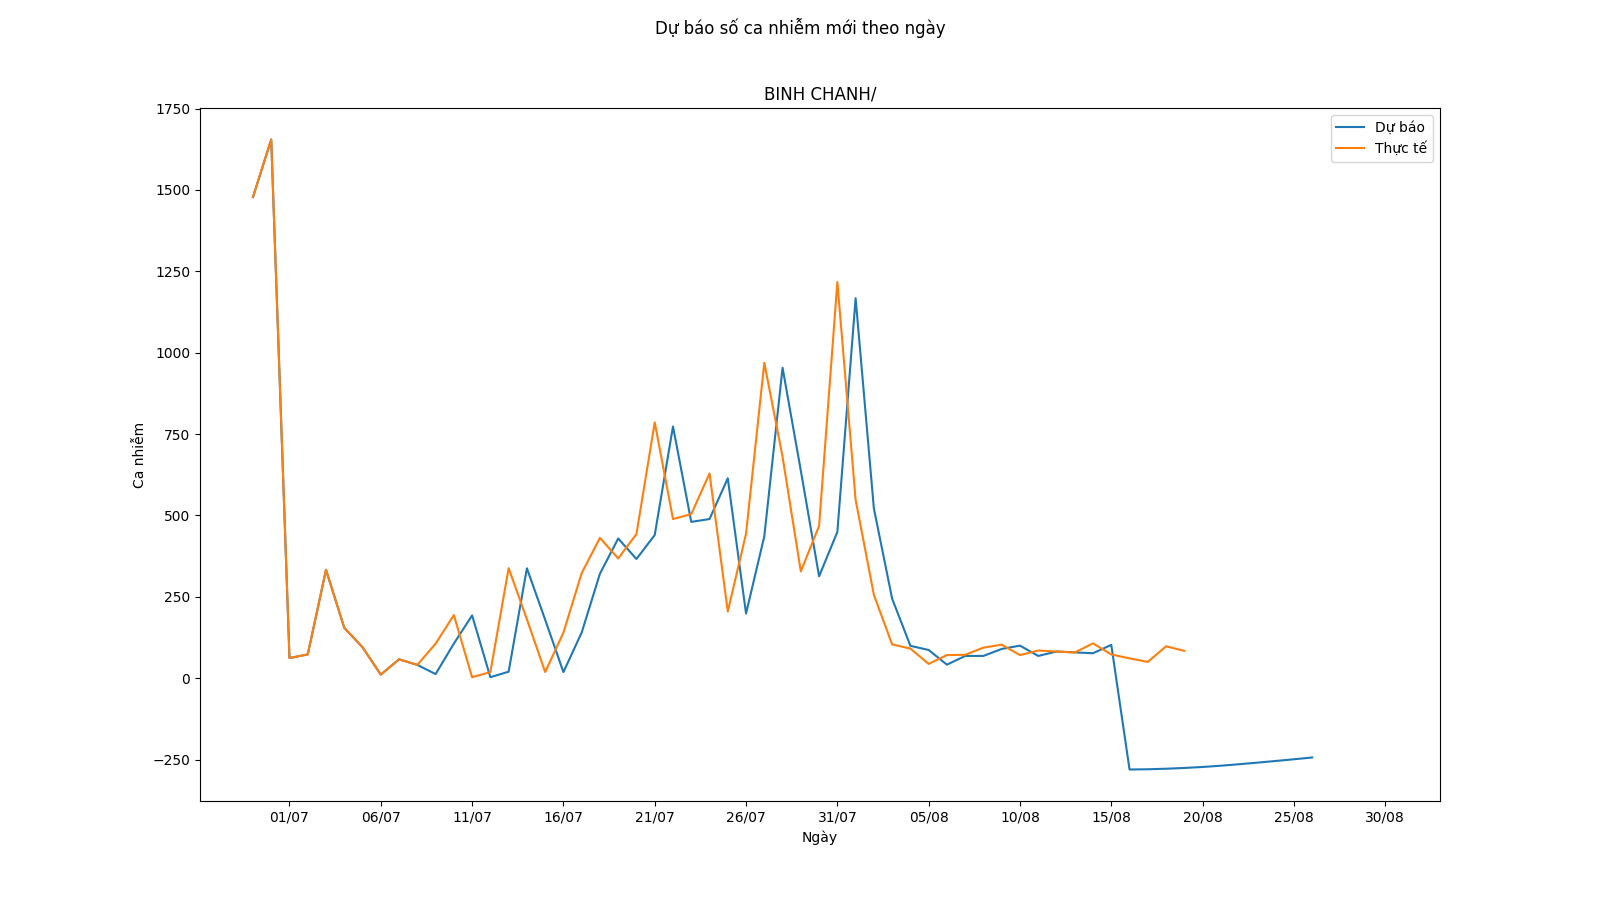 Dự báo số ca nhiễm mới theo ngày
BINH CHANH/
Dự báo
Thực tế
1750
1500
1250
1000
750
500
250
0
−250
Ca nhiễm
01/07 06/07 11/07 16/07 21/07 26/07 31/07 05/08 10/08 15/08 20/08 25/08 30/08
Ngày